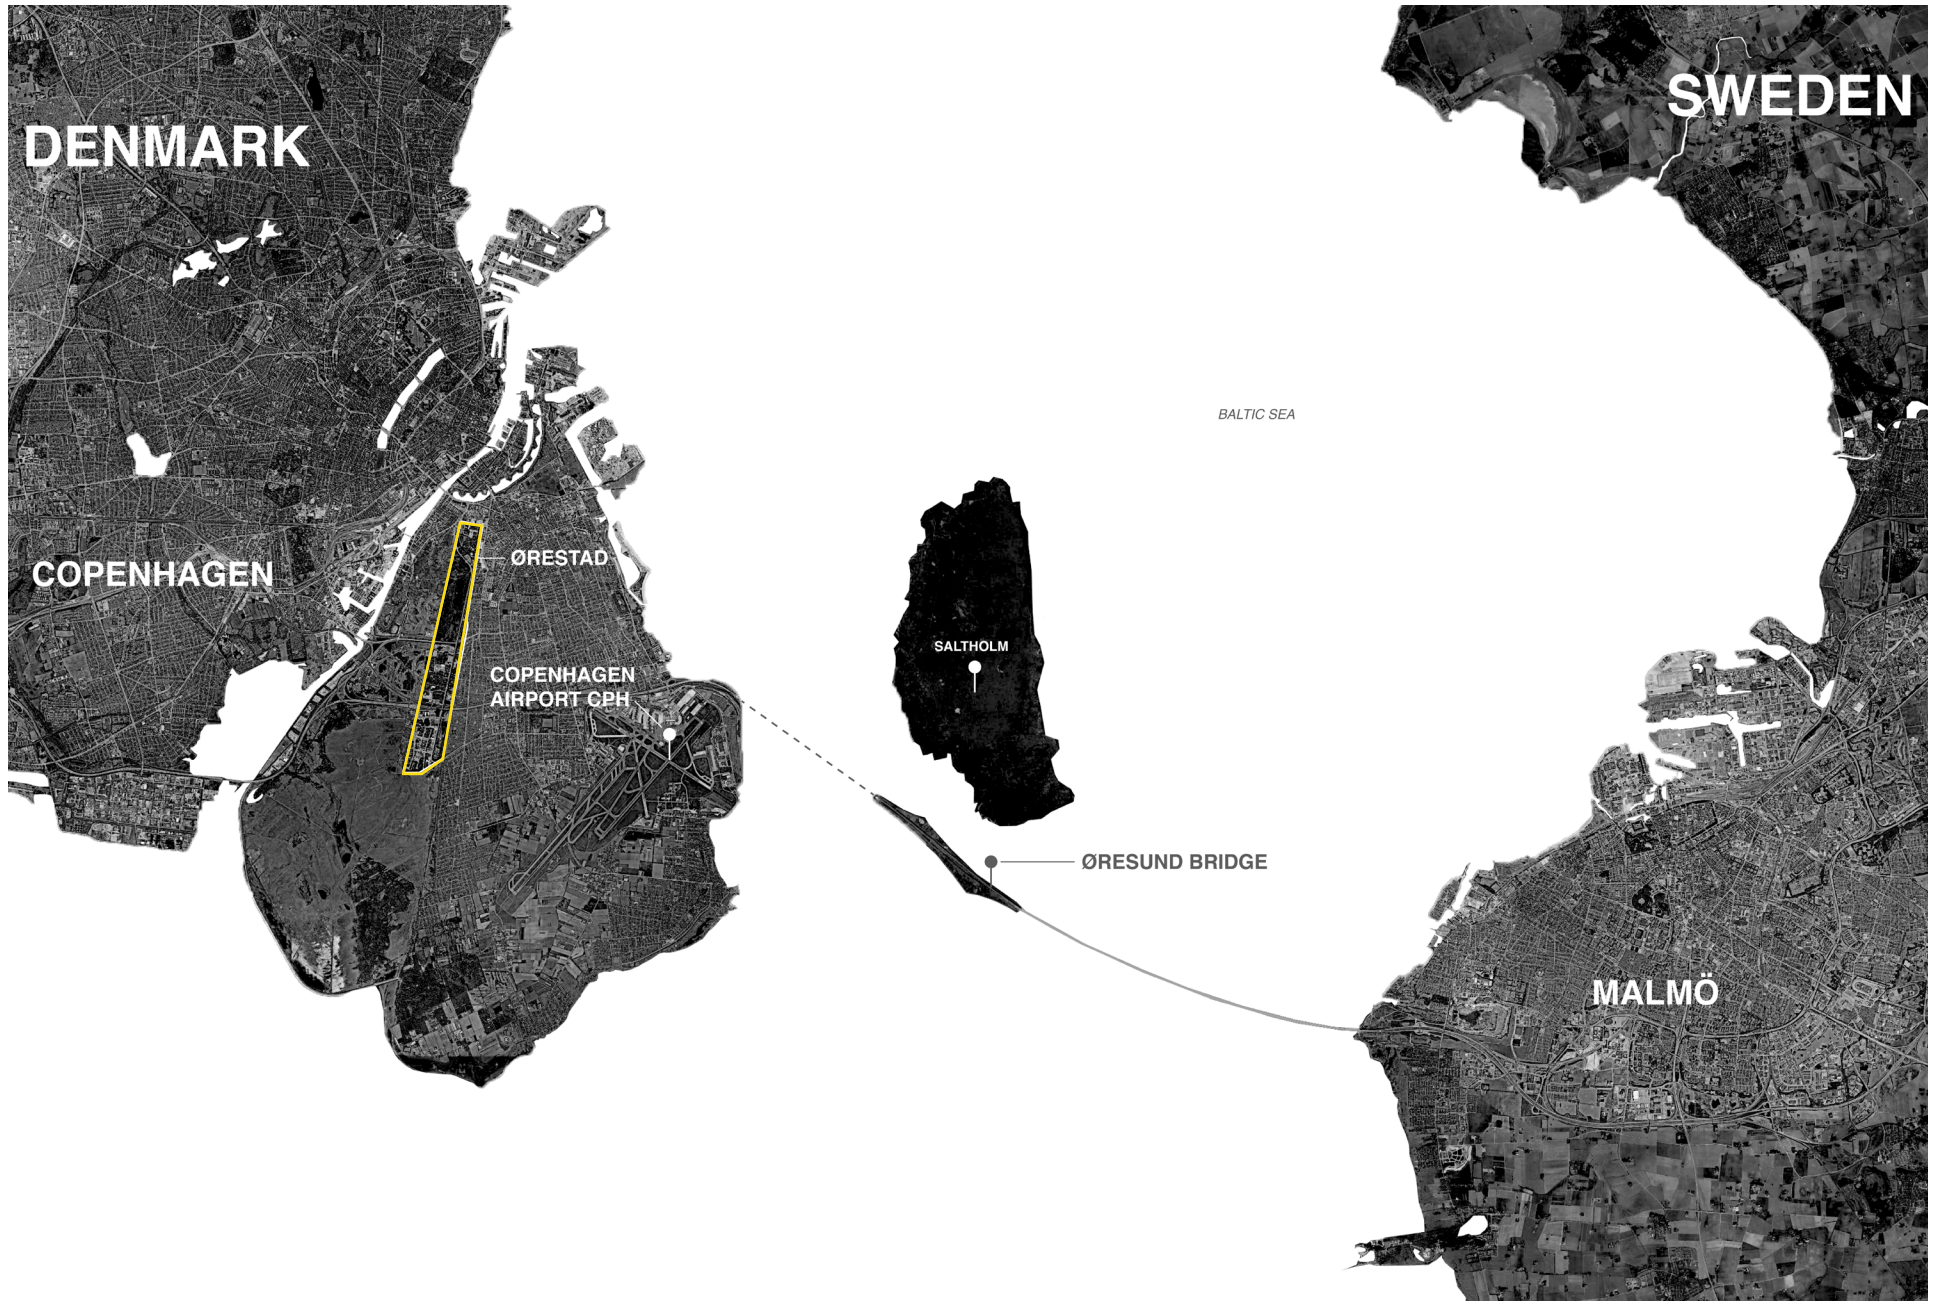 SWEDEN
DENMARK
BALTIC SEA
ØRESTAD
COPENHAGEN
SALTHOLM
COPENHAGEN
AIRPORT CPH
ØRESUND BRIDGE
MALMÖ